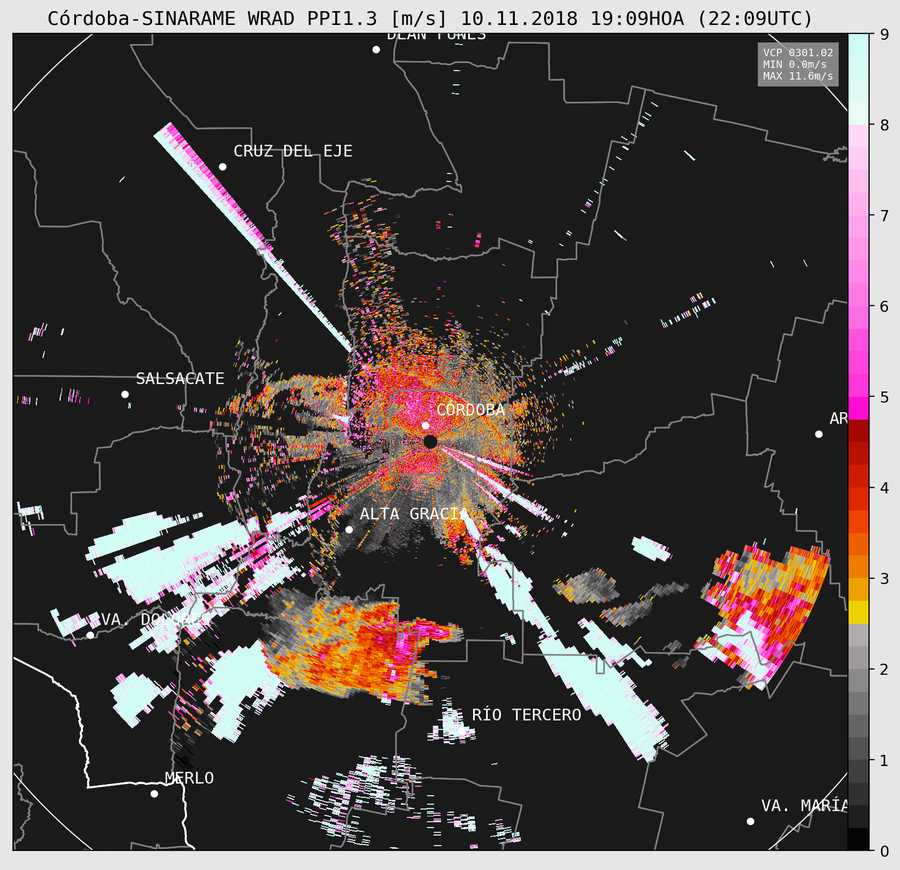 Córdoba-SINARAME WRAD PPI1.3 [m/s] 10.11.2018 19:09HOA (22:09UTC)
DEAN FUNES
VCP 0301.02
MIN 0.0m/s
MAX 11.6m/s
CRUZ DEL EJE
SALSACATE
CÓRDOBA
AR
ALTA GRACIA
VA. DOLORES
RÍO TERCERO
MERLO
VA. MARÍA
9
8
7
6
5
4
3
2
1
0